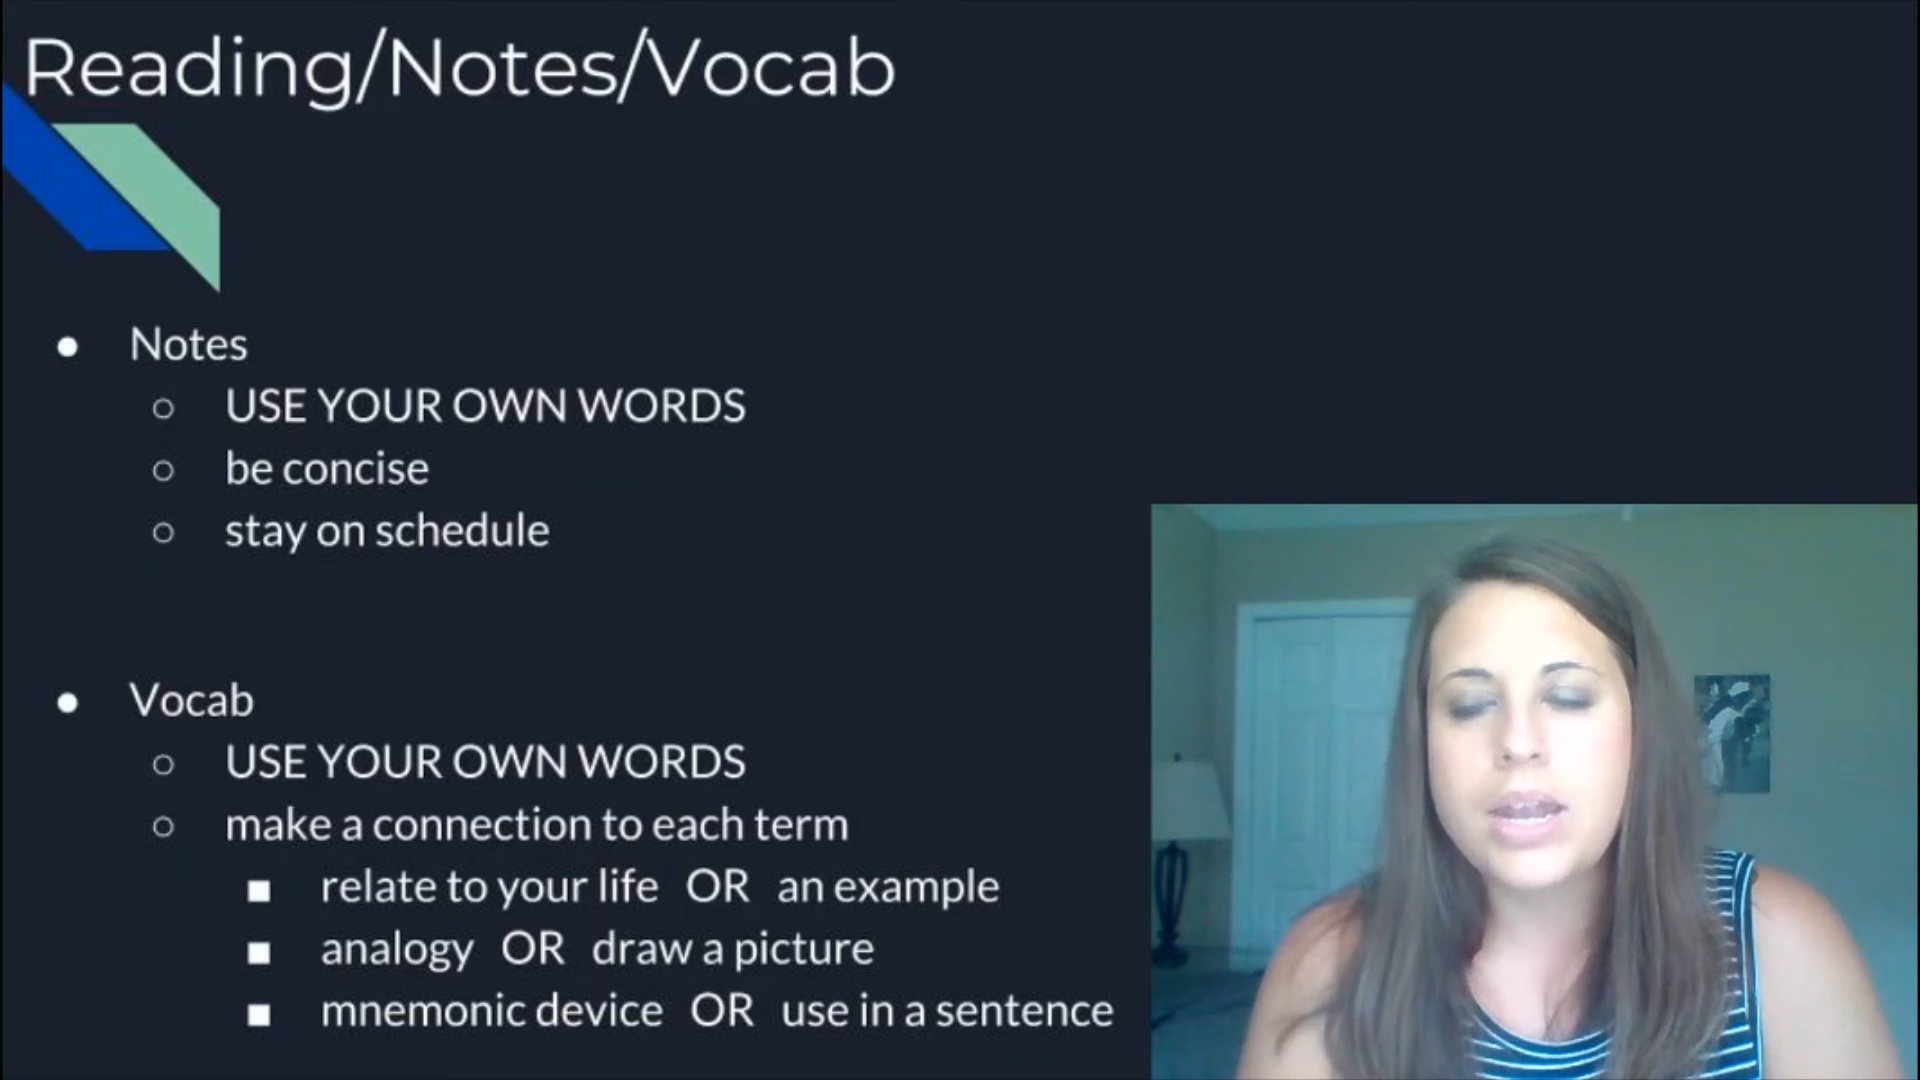 Reading/Notes/Vocab
Notes
USE YOUR OWN WORDS
be concise
stay on schedule
Vocab
USE YOUR OWN WORDS
make a connection to each term
relate to your life OR an example
analogy OR draw a picture
mnemonic device OR use in a sentence